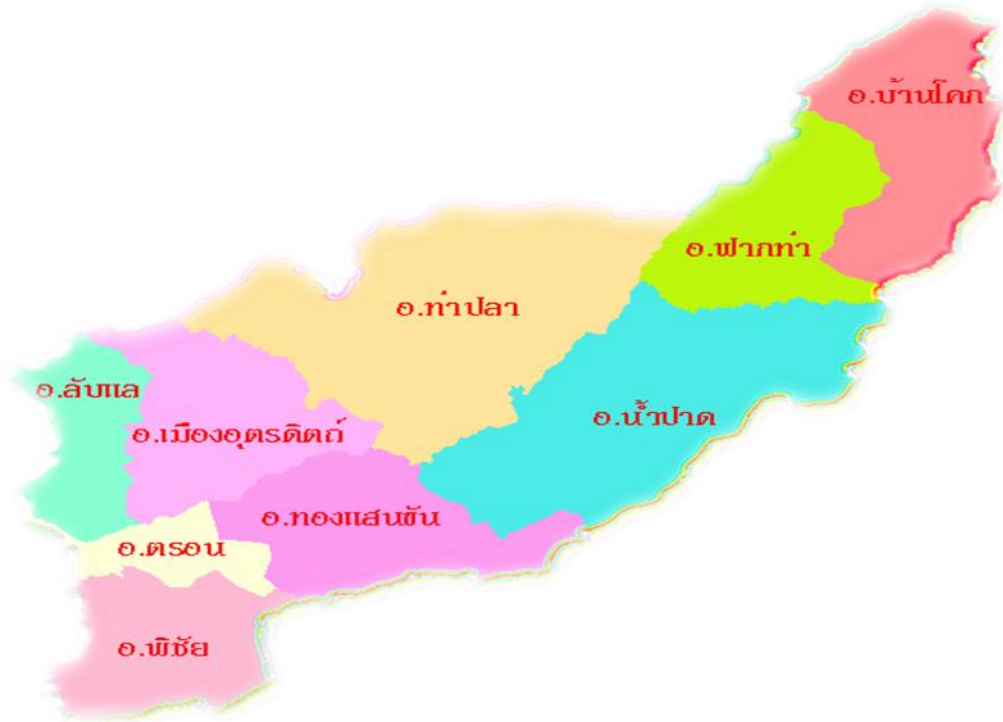 อ.บ้านโคก
อ.ฟากท่า
อ.ท่าปลา
อ.ลับแล
อ.น้ำปาด
อ.เมืองอุตรดิตถ์
อ.ทองแสนขัน
อ.ตรอน
อ.พิชัย